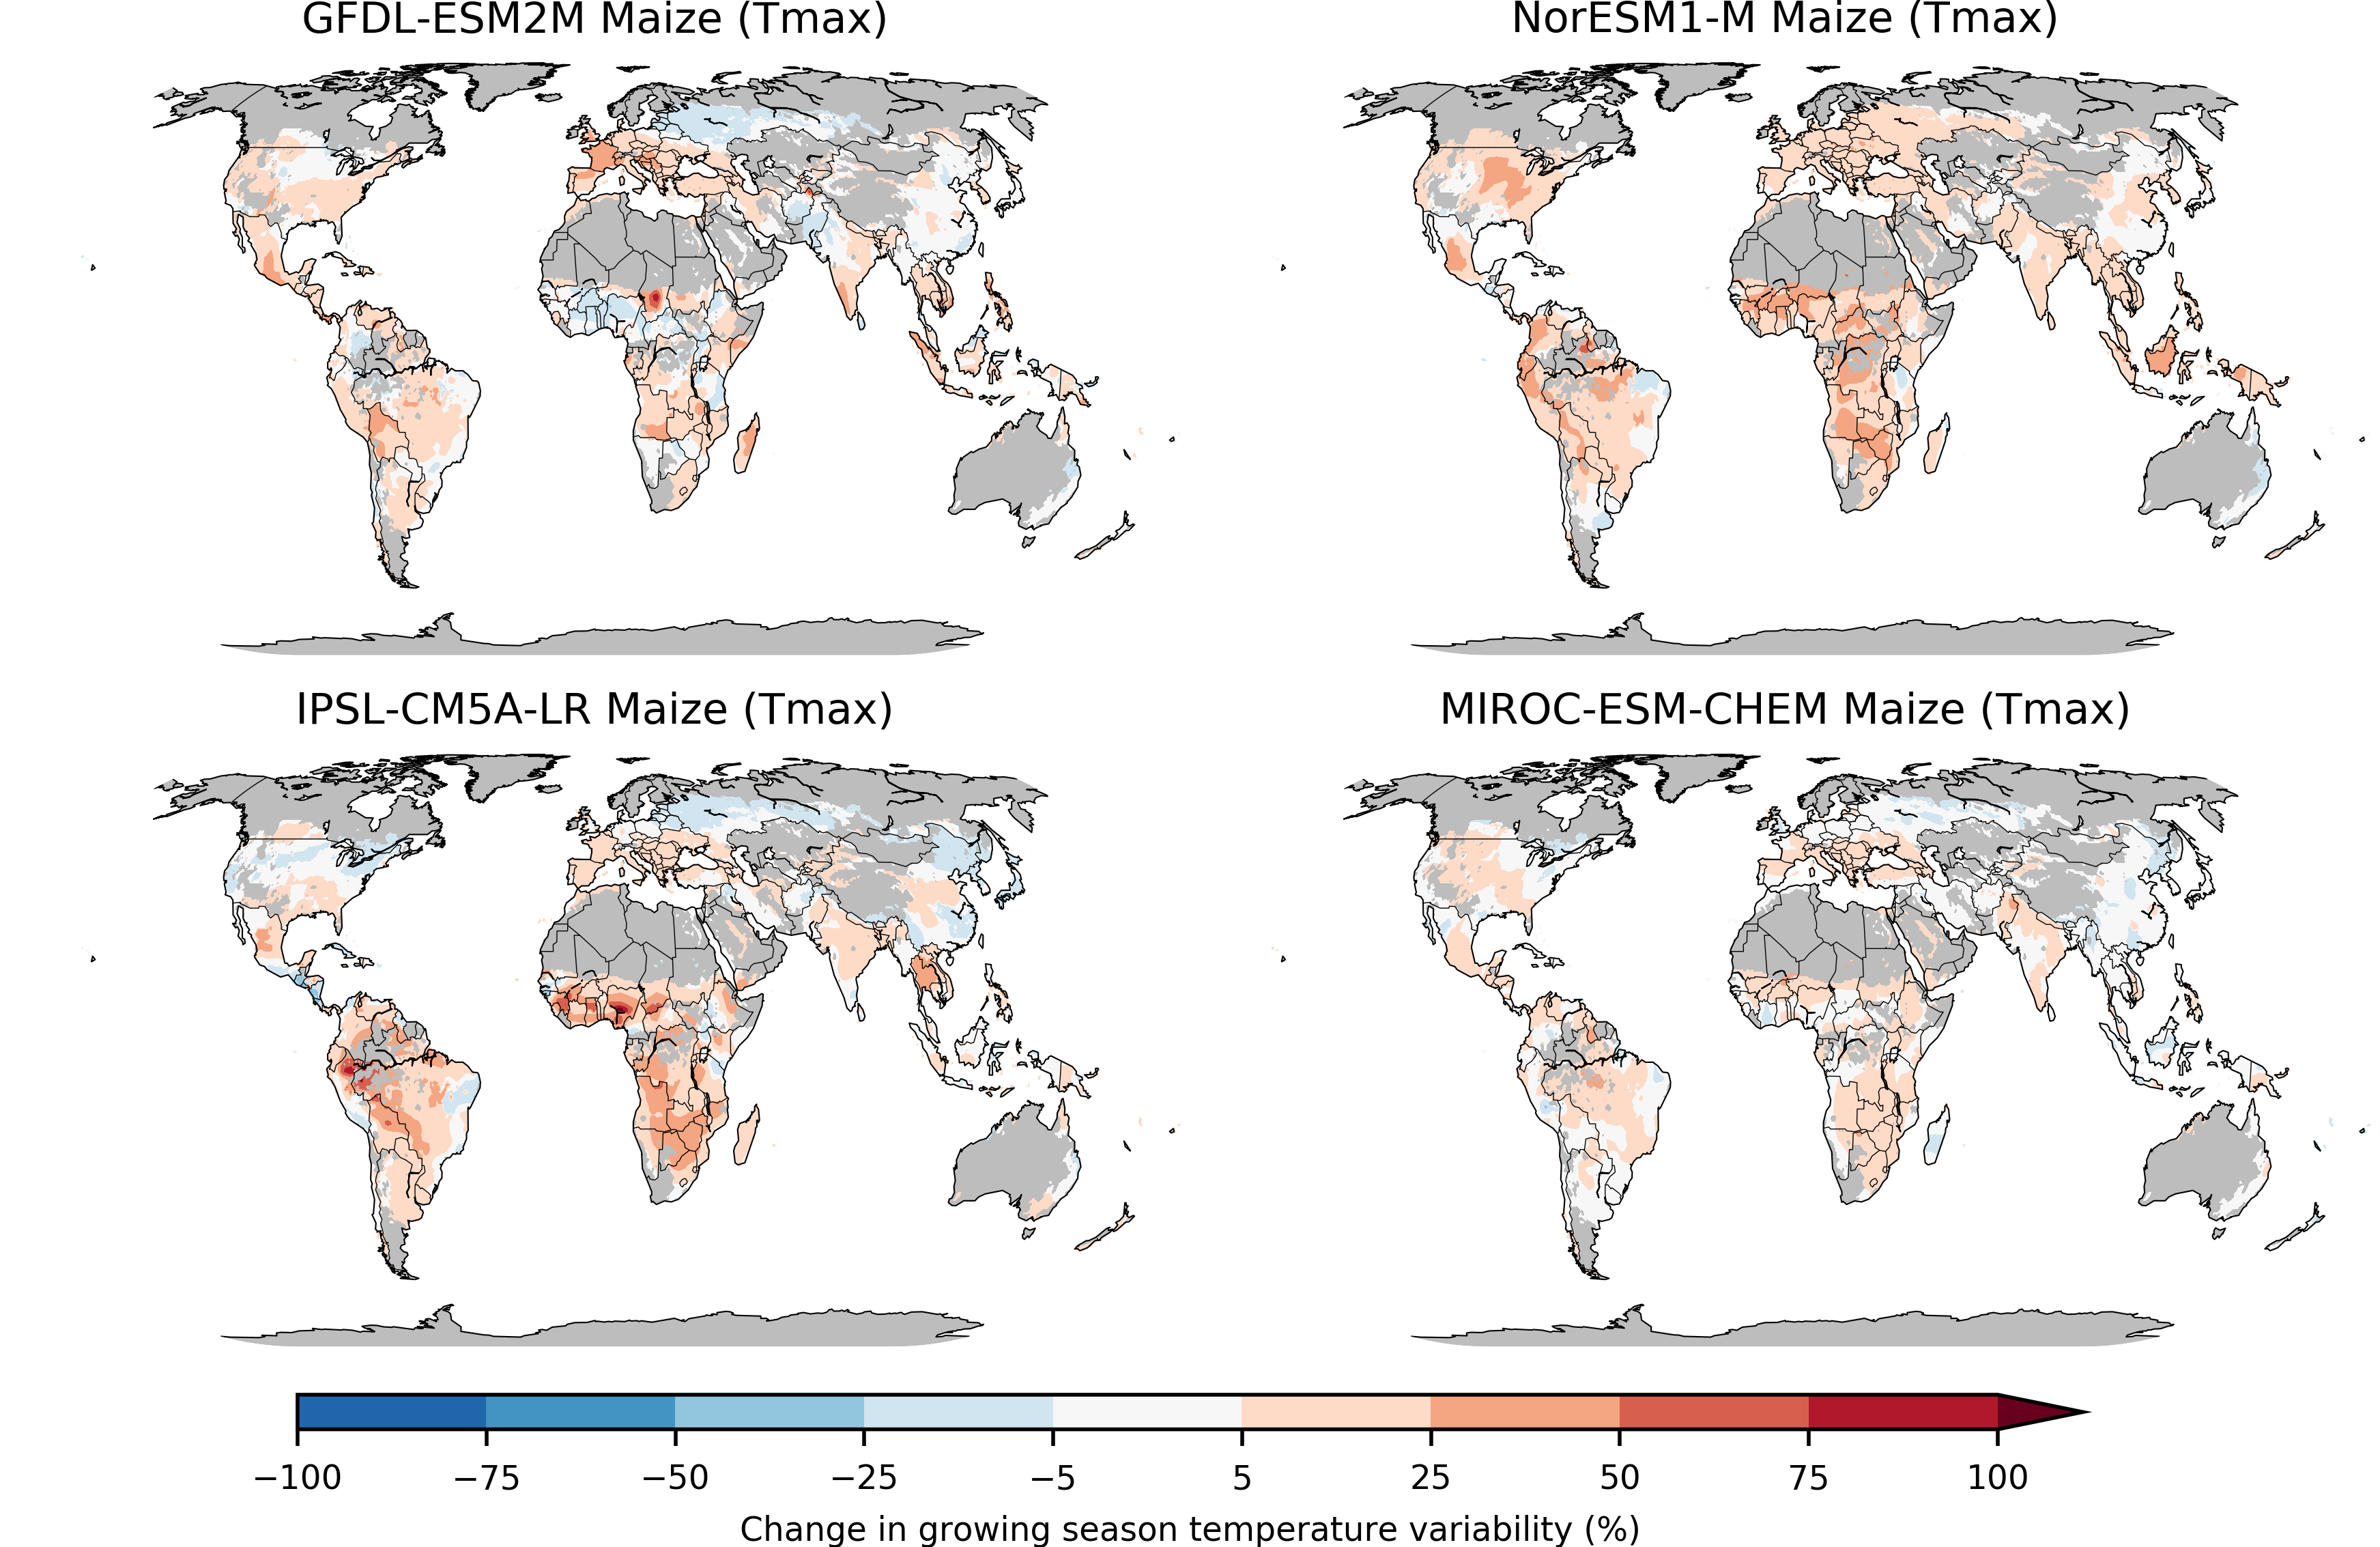 GFDL-ESM2M Maize (Tmax)
NorESM1-M Maize (Tmax)
IPSL-CM5A-LR Maize (Tmax)
MIROC-ESM-CHEM Maize (Tmax)
−100 −75 −50 −25 −5 5 25 50 75 100
Change in growing season temperature variability (%)